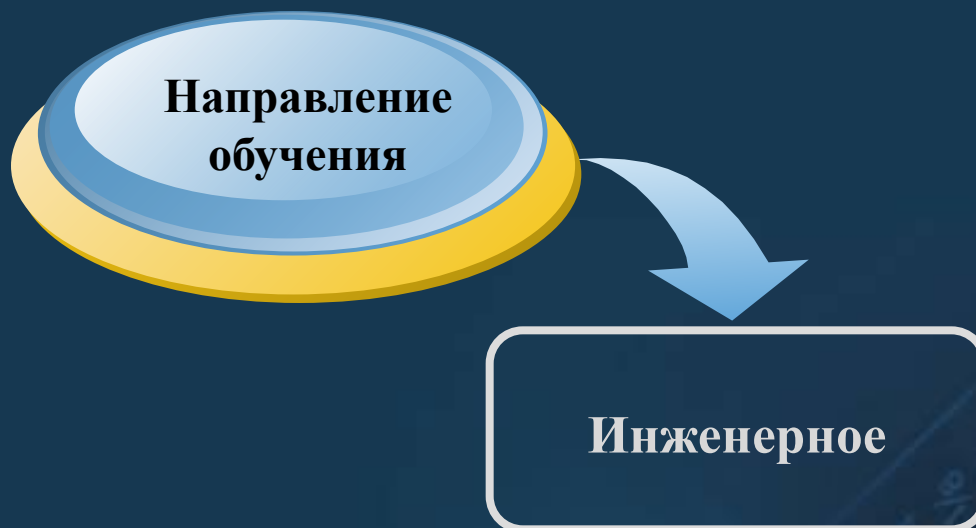 Направление
обучения
Инженерное